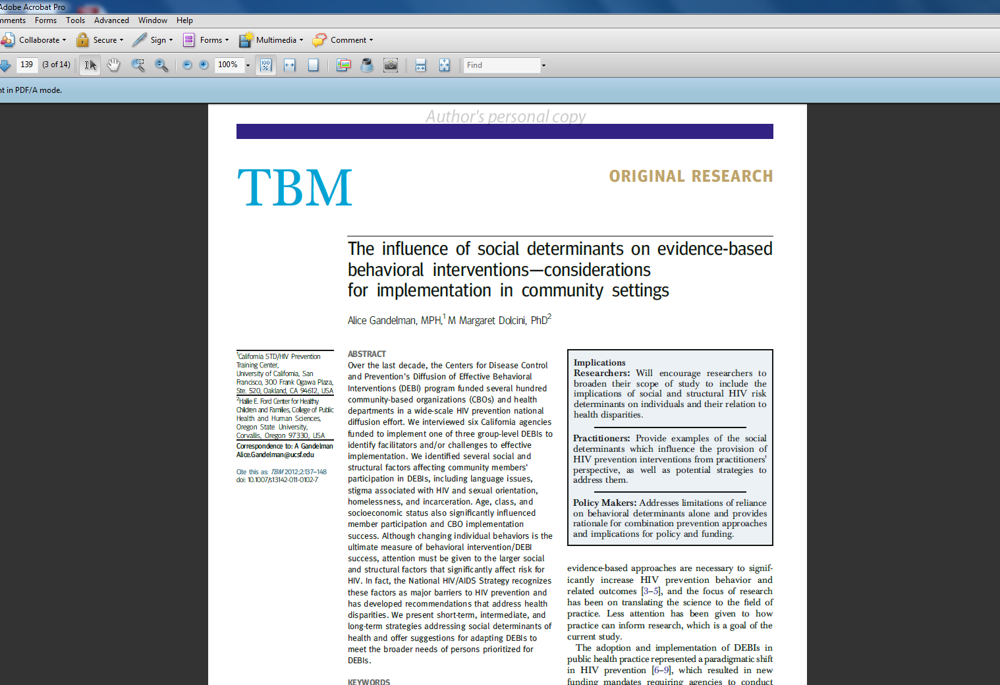 Adobe Acrobat Pro
mments Forms Tools Advanced Window Help
Collaborate Secure Sign Forms Multimedia Comment
139 (3 of 14) 100% 100 % Find
nt in PDF/A mode.
Author's personal copy
TBM
ORIGINAL RESEARCH
The influence of social determinants on evidence-based
behavioral interventions—considerations
for implementation in community settings
Alice Gandelman, MPH,1 M Margaret Dolcini, PhD2
1California STD/HIV Prevention
Training Center,
University of California, San
Francisco, 300 Frank Ogawa Plaza,
Ste. 520, Oakland, CA 94612, USA
2Hallie E. Ford Center for Healthy
Children and Families, College of Public
Health and Human Sciences,
Oregon State University,
Corvallis, Oregon 97330, USA
Correspondence to: A Gandelman
Alice.Gandelman@ucsf.edu
Cite this as: TBM 2012;2:137–148
doi: 10.1007/s13142-011-0102-7
ABSTRACT
Over the last decade, the Centers for Disease Control
and Prevention's Diffusion of Effective Behavioral
Interventions (DEBI) program funded several hundred
community-based organizations (CBOs) and health
departments in a wide-scale HIV prevention national
diffusion effort. We interviewed six California agencies
funded to implement one of three group-level DEBIs to
identify facilitators and/or challenges to effective
implementation. We identified several social and
structural factors affecting community members'
participation in DEBIs, including language issues,
stigma associated with HIV and sexual orientation,
homelessness, and incarceration. Age, class, and
socioeconomic status also significantly influenced
member participation and CBO implementation
success. Although changing individual behaviors is the
ultimate measure of behavioral intervention/DEBI
success, attention must be given to the larger social
and structural factors that significantly affect risk for
HIV. In fact, the National HIV/AIDS Strategy recognizes
these factors as major barriers to HIV prevention and
has developed recommendations that address health
disparities. We present short-term, intermediate, and
long-term strategies addressing social determinants of
health and offer suggestions for adapting DEBIs to
meet the broader needs of persons prioritized for
DEBIs.
KEYWORDS
Implications
Researchers: Will encourage researchers to
broaden their scope of study to include the
implications of social and structural HIV risk
determinants on individuals and their relation to
health disparities.
Practitioners: Provide examples of the social
determinants which influence the provision of
HIV prevention interventions from practitioners'
perspective, as well as potential strategies to
address them.
Policy Makers: Addresses limitations of reliance
on behavioral determinants alone and provides
rationale for combination prevention approaches
and implications for policy and funding.
evidence-based approaches are necessary to signif-
icantly increase HIV prevention behavior and
related outcomes [3–5], and the focus of research
has been on translating the science to the field of
practice. Less attention has been given to how
practice can inform research, which is a goal of the
current study.
The adoption and implementation of DEBIs in
public health practice represented a paradigmatic shift
in HIV prevention [6–9], which resulted in new
funding mandates requiring agencies to conduct